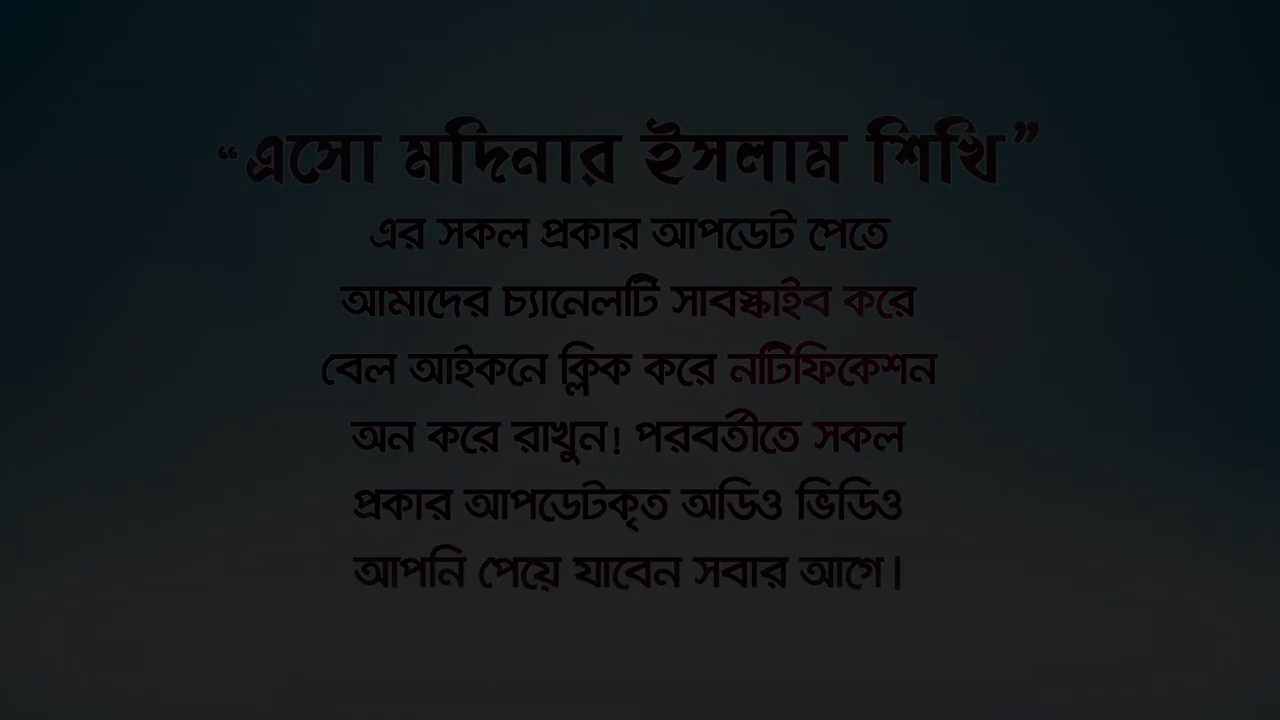 “এসো মদিনার ইসলাম শিখি”
এর সকল প্রকার আপডেট পেতে
আমাদের চ্যানেলটি সাবস্কাইব করে
বেল আইকনে ক্লিক করে নটিফিকেশন
অন করে রাখুন! পরবর্তীতে সকল
প্রকার আপডেটকৃত অডিও ভিডিও
আপনি পেয়ে যাবেন সবার আগে।